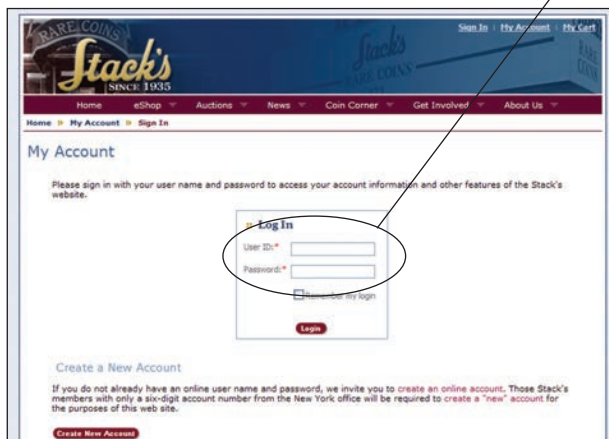 RARE COINS
Stack's
SINCE 1935
Sign In | My Account | My Cart
Stack's
RARE COINS
RARE
COINS
Home eShop Auctions News Coin Corner Get Involved About Us
Home » My Account » Sign In
My Account
Please sign in with your user name and password to access your account information and other features of the Stack's
website.
» Log In
User ID:*
Password:*
Remember my login
Login
Create a New Account
If you do not already have an online user name and password, we invite you to create an online account. Those Stack's
members with only a six-digit account number from the New York office will be required to create a "new" account for
the purposes of this web site.
Create New Account